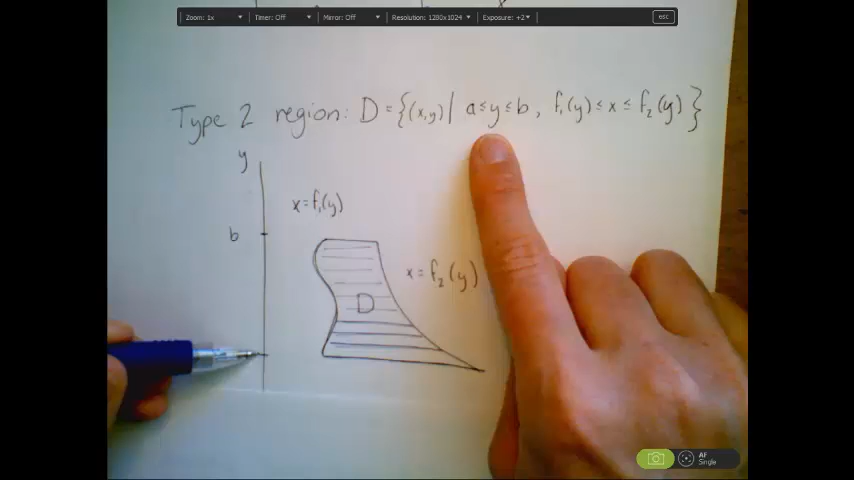 Zoom: 1x Timer: Off Mirror: Off Resolution: 1280x1024 Exposure: +2 esc
Type 2 region: D = {(x,y) | a ≤ y ≤ b, f₁(y) ≤ x ≤ f₂(y)}
y
x = f₁(y)
b
x = f₂(y)
D
AF
Single